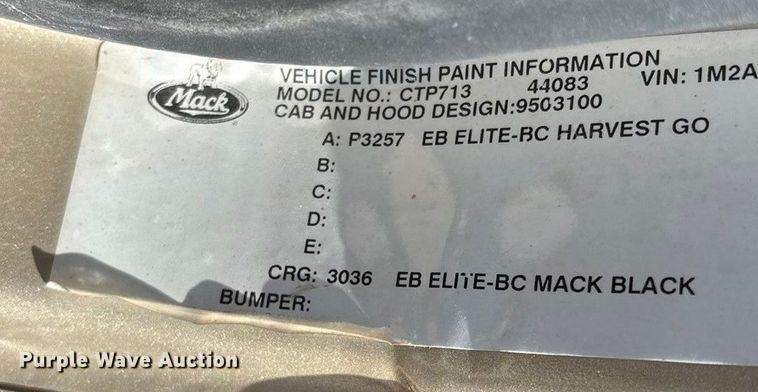 Mack
VEHICLE FINISH PAINT INFORMATION
MODEL NO.: CTP713 44083 VIN: 1M2A
CAB AND HOOD DESIGN:9503100
A: P3257 EB ELITE-BC HARVEST GO
B:
C:
D:
E:
CRG: 3036 EB ELITE-BC MACK BLACK
BUMPER:
Purple Wave Auction